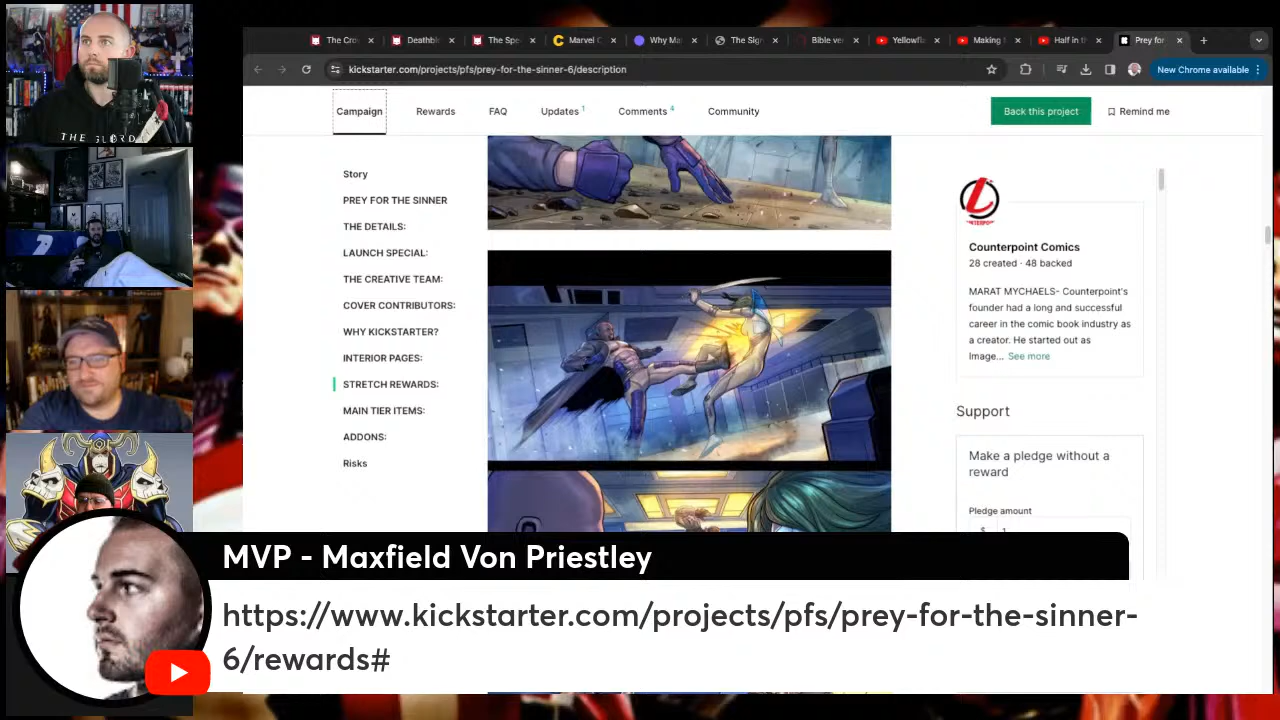 The Cro
Deathbl
The Spe
Marvel C
Why Ma
The Sig
Bible ve
Yellowfl
Making
Half in t
Prey for
kickstarter.com/projects/pfs/prey-for-the-sinner-6/description
New Chrome available
Campaign
Rewards
FAQ
Updates 1
Comments 4
Community
Back this project
Remind me
Story
PREY FOR THE SINNER
THE DETAILS:
LAUNCH SPECIAL:
THE CREATIVE TEAM:
COVER CONTRIBUTORS:
WHY KICKSTARTER?
INTERIOR PAGES:
STRETCH REWARDS:
MAIN TIER ITEMS:
ADDONS:
Risks
Counterpoint Comics
28 created · 48 backed
MARAT MYCHAELS- Counterpoint's
founder had a long and successful
career in the comic book industry as
a creator. He started out as
Image... See more
Support
Make a pledge without a
reward
Pledge amount
$ 1
MVP - Maxfield Von Priestley
https://www.kickstarter.com/projects/pfs/prey-for-the-sinner-
6/rewards#